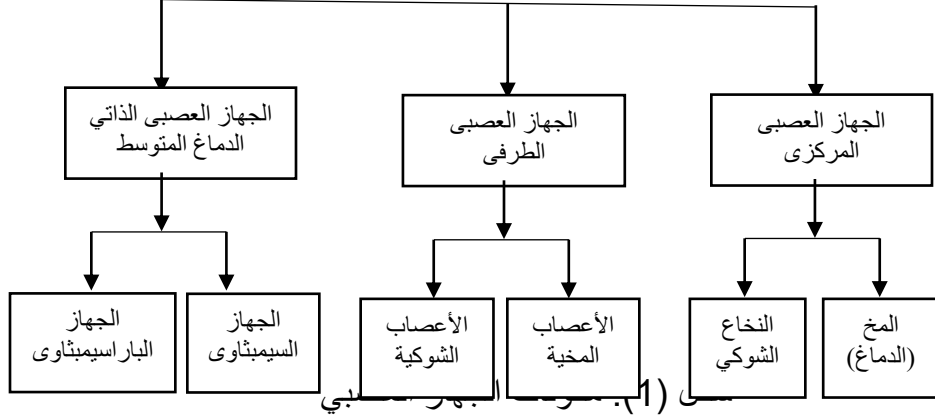 الجهاز العصبى
المركزى
الجهاز العصبى
الطرفى
الجهاز العصبى الذاتي
الدماغ المتوسط
المخ
(الدماغ)
النخاع
الشوكي
الأعصاب
المخية
الأعصاب
الشوكية
الجهاز
السيمبثاوى
الجهاز
الباراسيمبثاوى
(1):